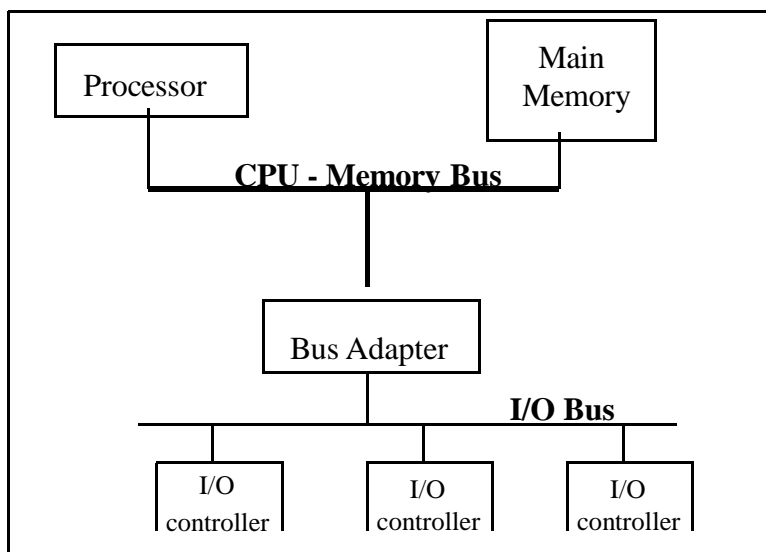 Processor
Main
Memory
CPU - Memory Bus
Bus Adapter
I/O Bus
I/O
controller
I/O
controller
I/O
controller